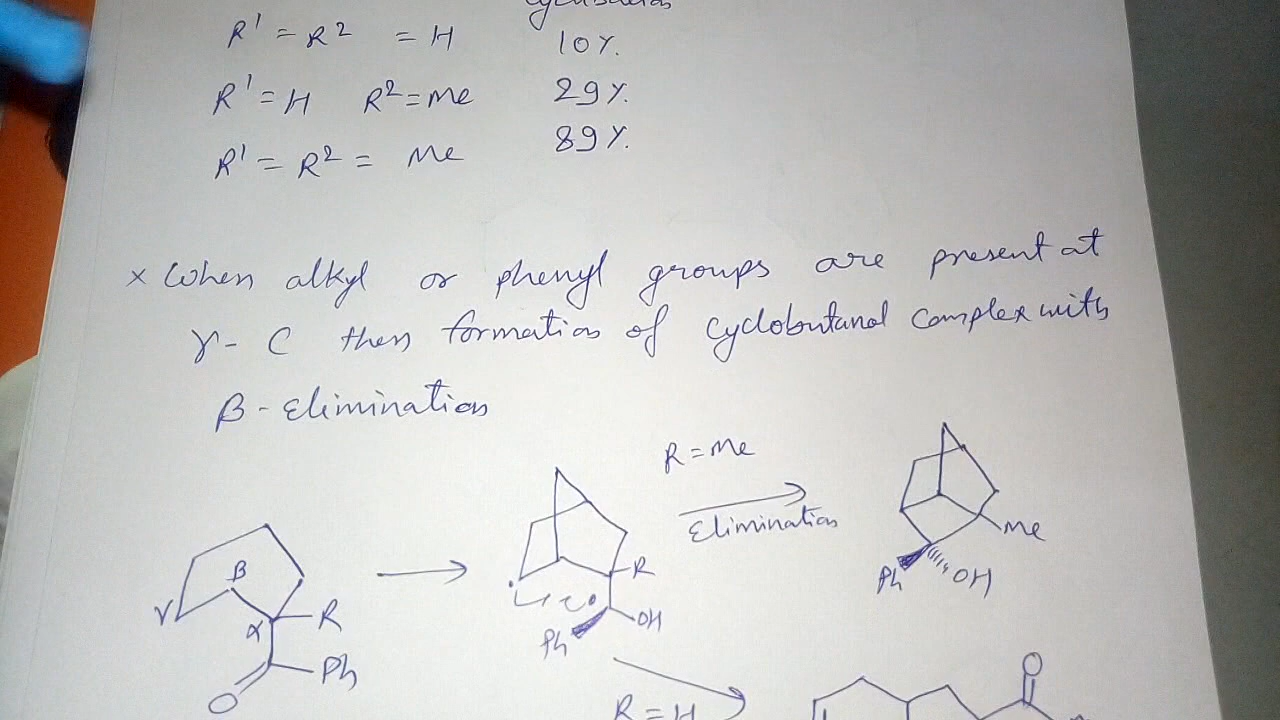 R¹ = R² = H 10%.
R¹ = H R² = Me 29%.
R¹ = R² = Me 89%.
× When alkyl or phenyl groups are present at
γ - C then formation of cyclobutanol complex with
β - Elimination
R = Me
Elimination
β
γ
α
R
Ph
O
R
OH
Ph
Me
Ph
OH
R = H
O